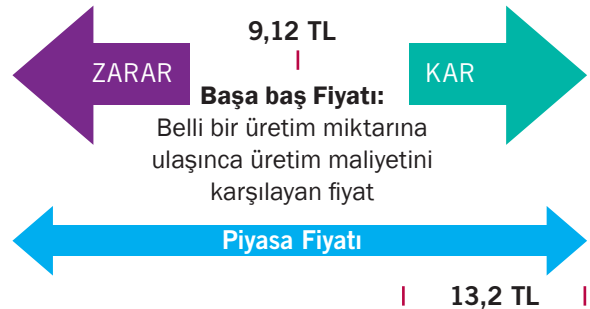 9,12 TL
ZARAR
KAR
Başa baş Fiyatı:
Belli bir üretim miktarına
ulaşınca üretim maliyetini
karşılayan fiyat
Piyasa Fiyatı
13,2 TL